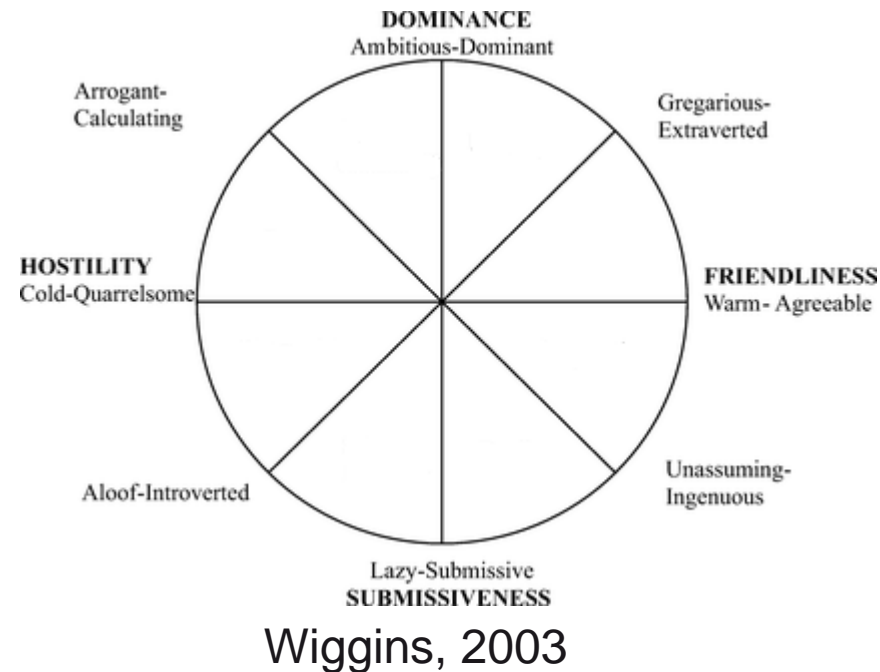 DOMINANCE
Ambitious-Dominant
Arrogant-
Calculating
Gregarious-
Extraverted
HOSTILITY
Cold-Quarrelsome
FRIENDLINESS
Warm- Agreeable
Aloof-Introverted
Unassuming-
Ingenuous
Lazy-Submissive
SUBMISSIVENESS
Wiggins, 2003